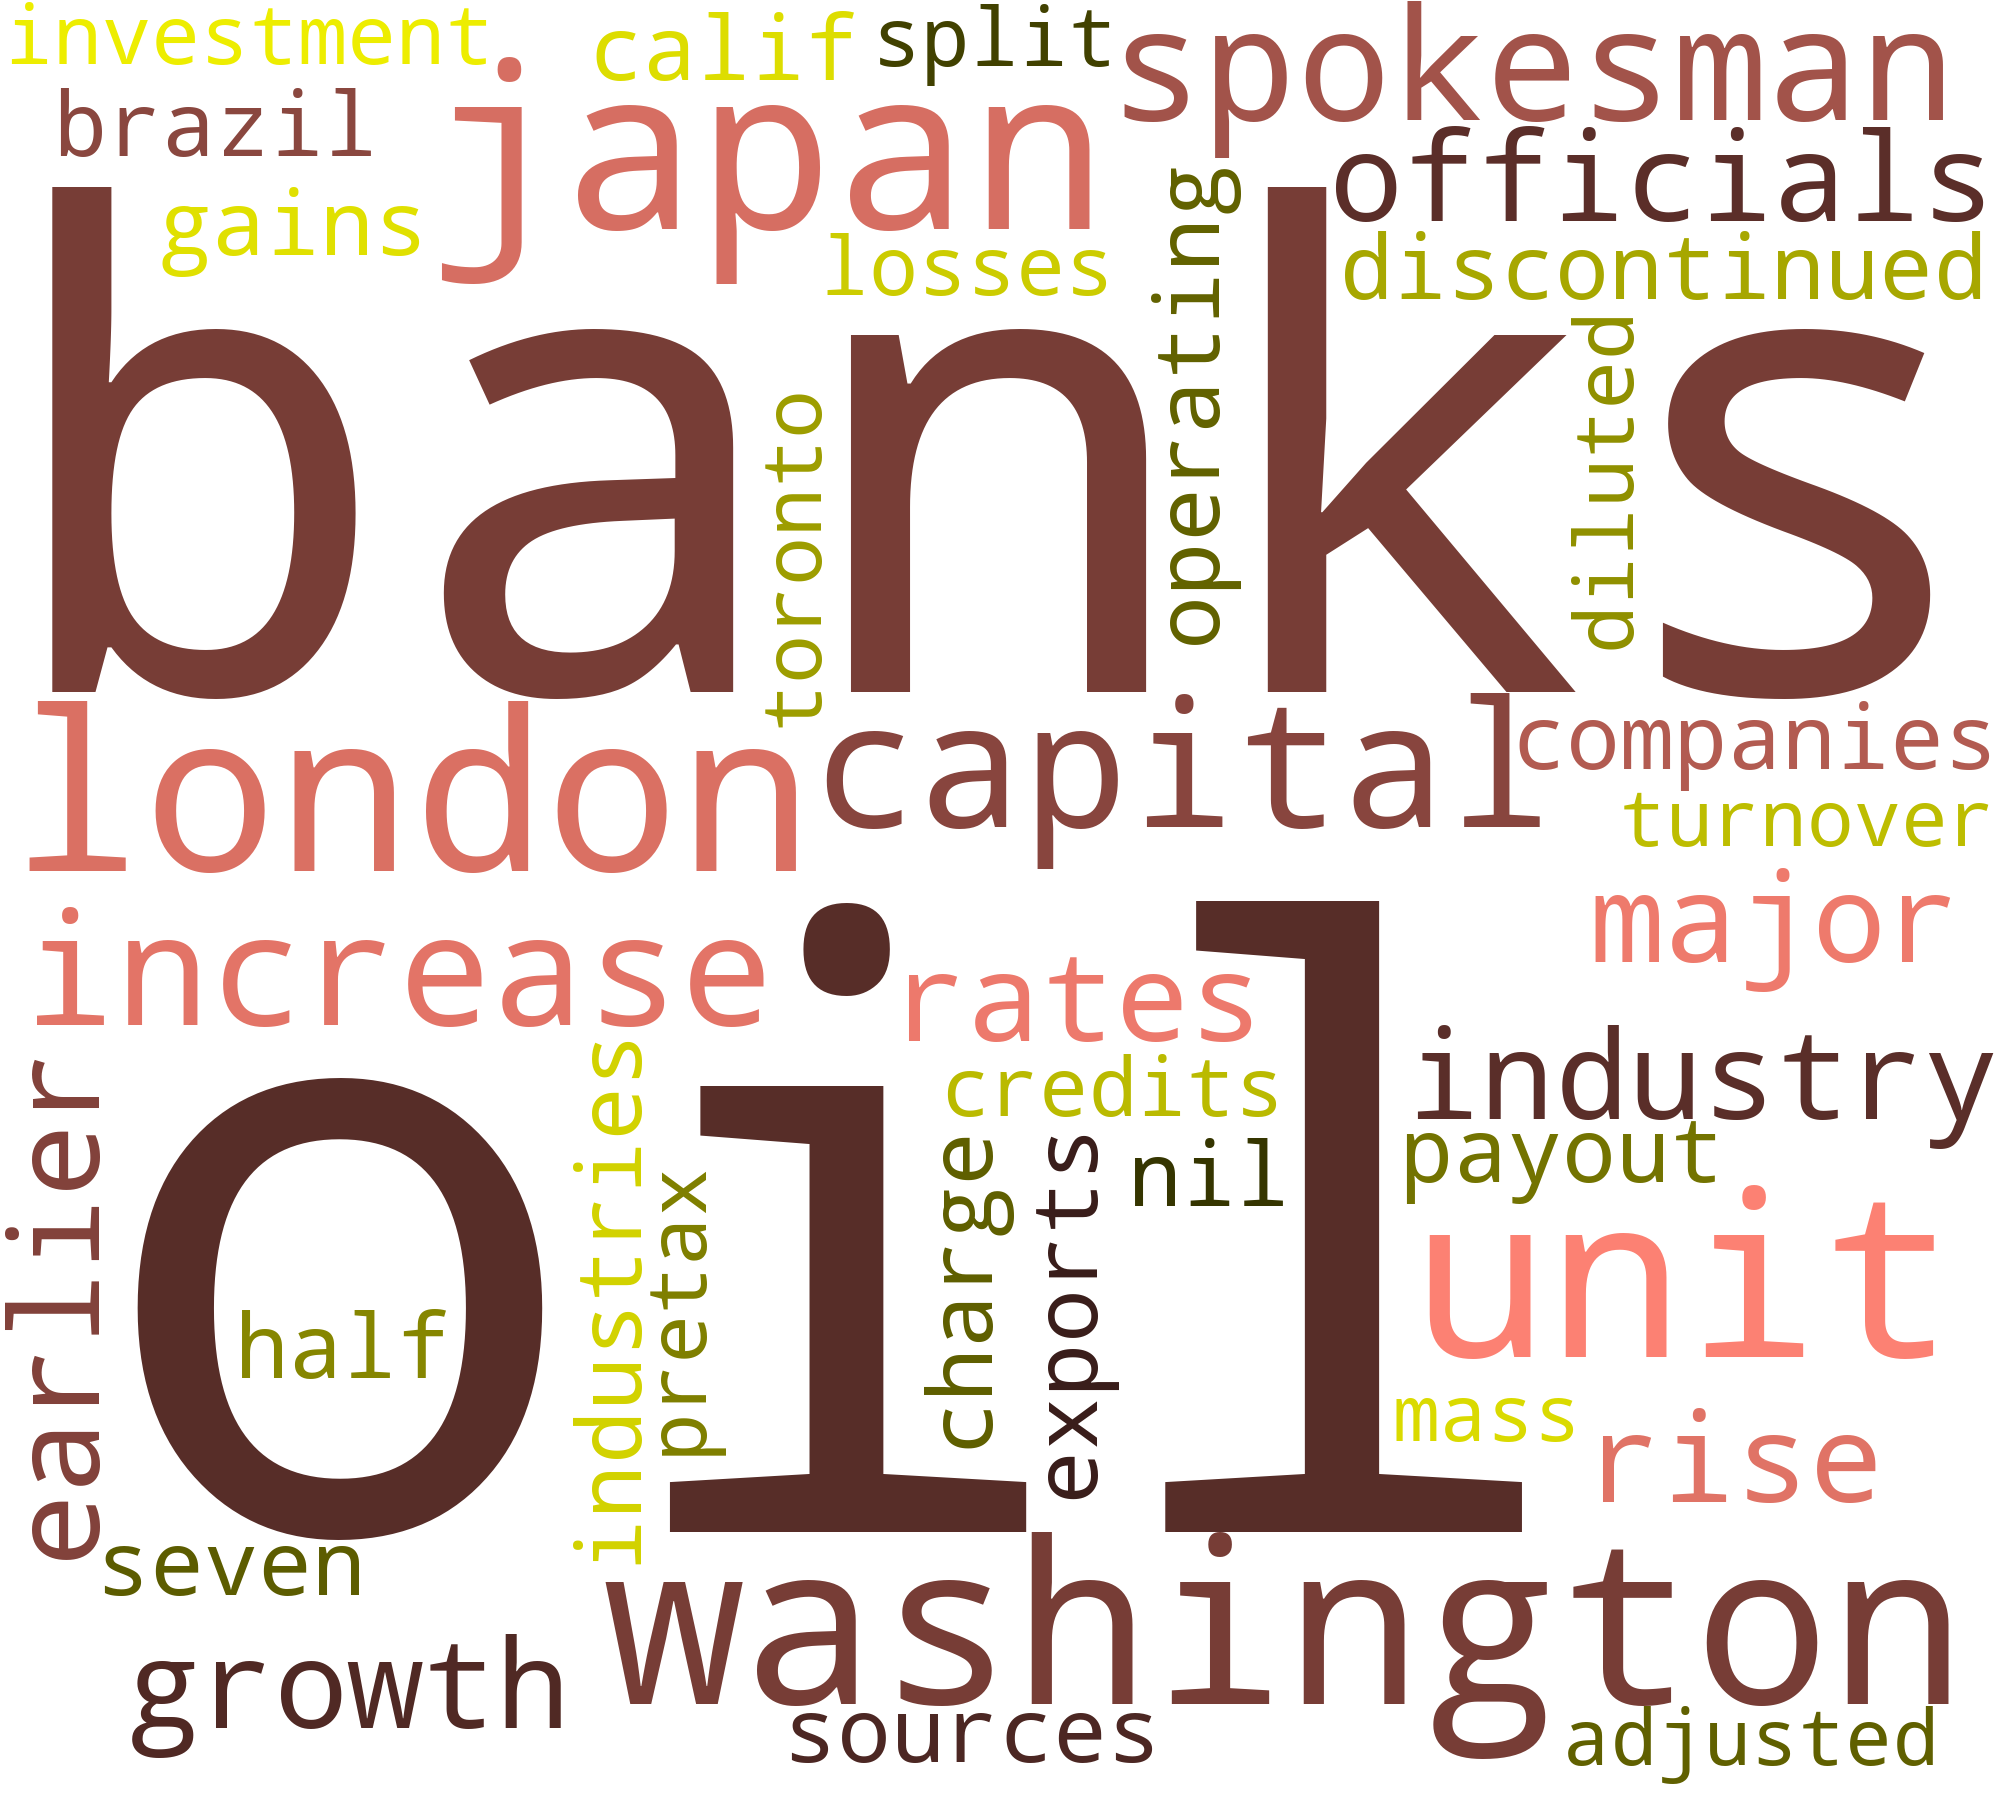 investment
calif
split
spokesman
japan
brazil
officials
gains
losses
operating
discontinued
banks
diluted
toronto
london
capital
companies
turnover
major
increase
rates
industry
earlier
oil
industries
credits
nil
payout
charge
exports
pretax
unit
half
mass
rise
seven
washington
growth
sources
adjusted